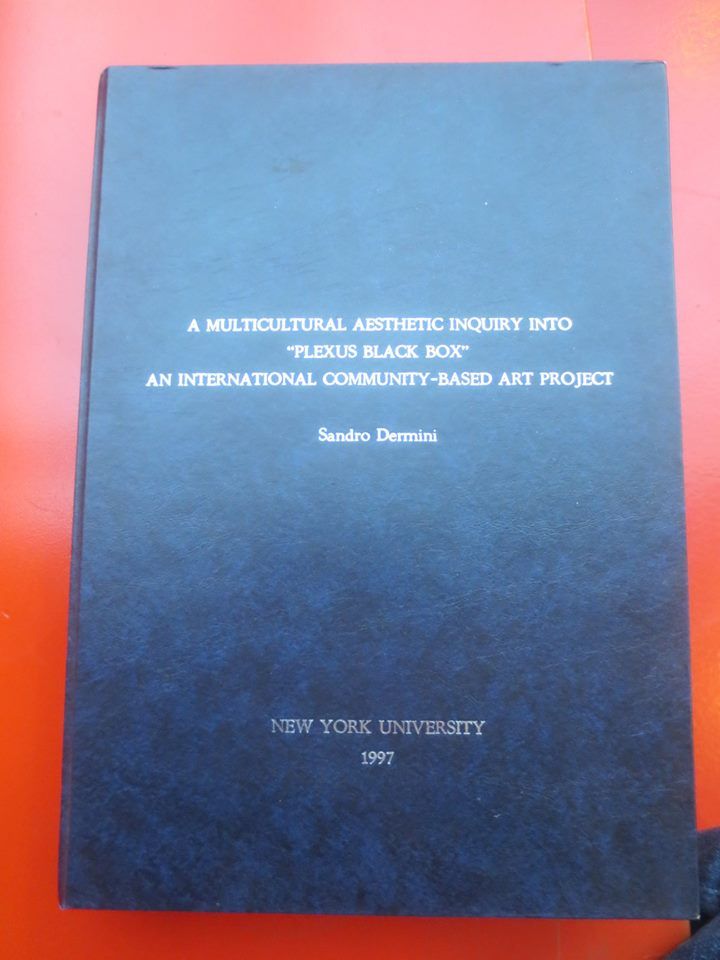 A MULTICULTURAL AESTHETIC INQUIRY INTO
“PLEXUS BLACK BOX”
AN INTERNATIONAL COMMUNITY-BASED ART PROJECT
Sandro Dermini
NEW YORK UNIVERSITY
1997